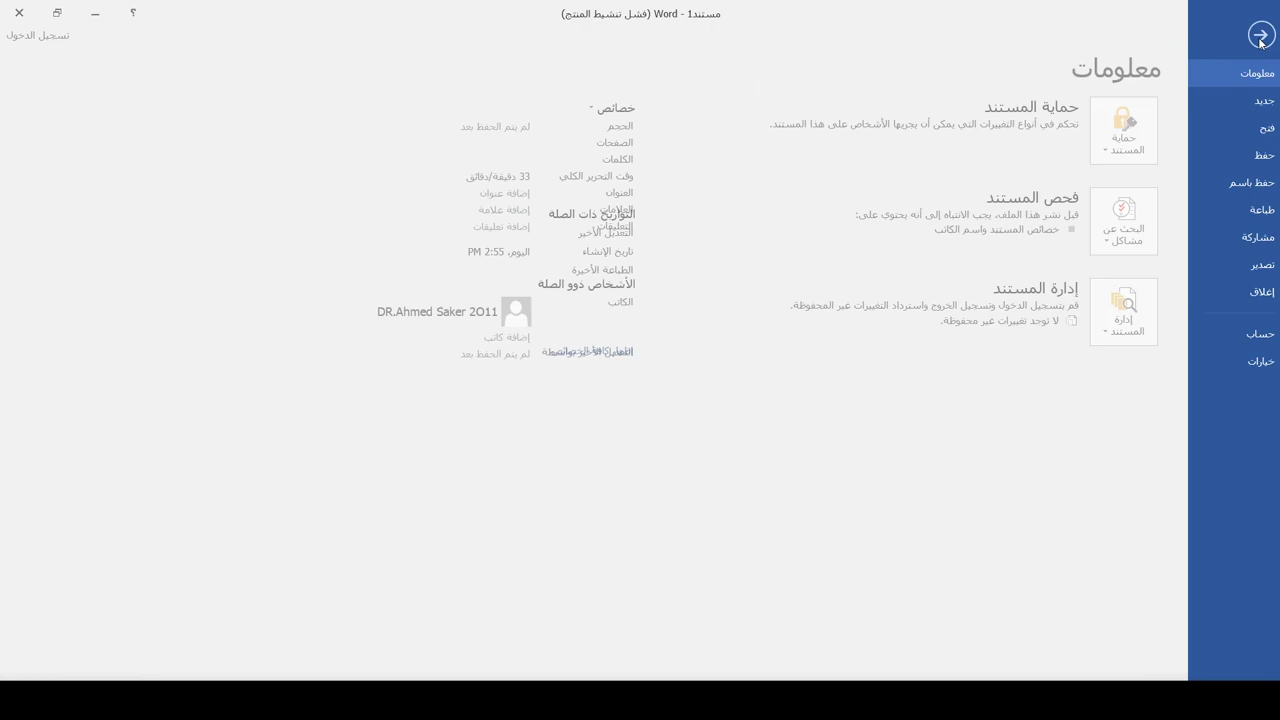 مستند1 - Word (فشل تنشيط المنتج)
؟
تسجيل الدخول
معلومات
جديد
فتح
حفظ
حفظ باسم
طباعة
مشاركة
تصدير
إغلاق
حساب
خيارات
معلومات
حماية المستند
تحكم في أنواع التغييرات التي يمكن أن يجريها الأشخاص على هذا المستند.
حماية
المستند
فحص المستند
قبل نشر هذا الملف، يجب الانتباه إلى أنه يحتوي على:
خصائص المستند واسم الكاتب
البحث عن
مشاكل
إدارة المستند
قم بتسجيل الدخول وتسجيل الخروج واسترداد التغييرات غير المحفوظة.
لا توجد تغييرات غير محفوظة.
إدارة
المستند
خصائص
الحجم لم يتم الحفظ بعد
الصفحات
الكلمات
وقت التحرير الكلي 33 دقيقة/دقائق
العنوان إضافة عنوان
العلامات إضافة علامة
التعليقات إضافة تعليقات
التواريخ ذات الصلة
التعديل الأخير
تاريخ الإنشاء اليوم، 2:55 PM
الطباعة الأخيرة
الأشخاص ذوو الصلة
الكاتب
DR.Ahmed Saker 2O11
إضافة كاتب
التعديل الأخير بواسطة لم يتم الحفظ بعد